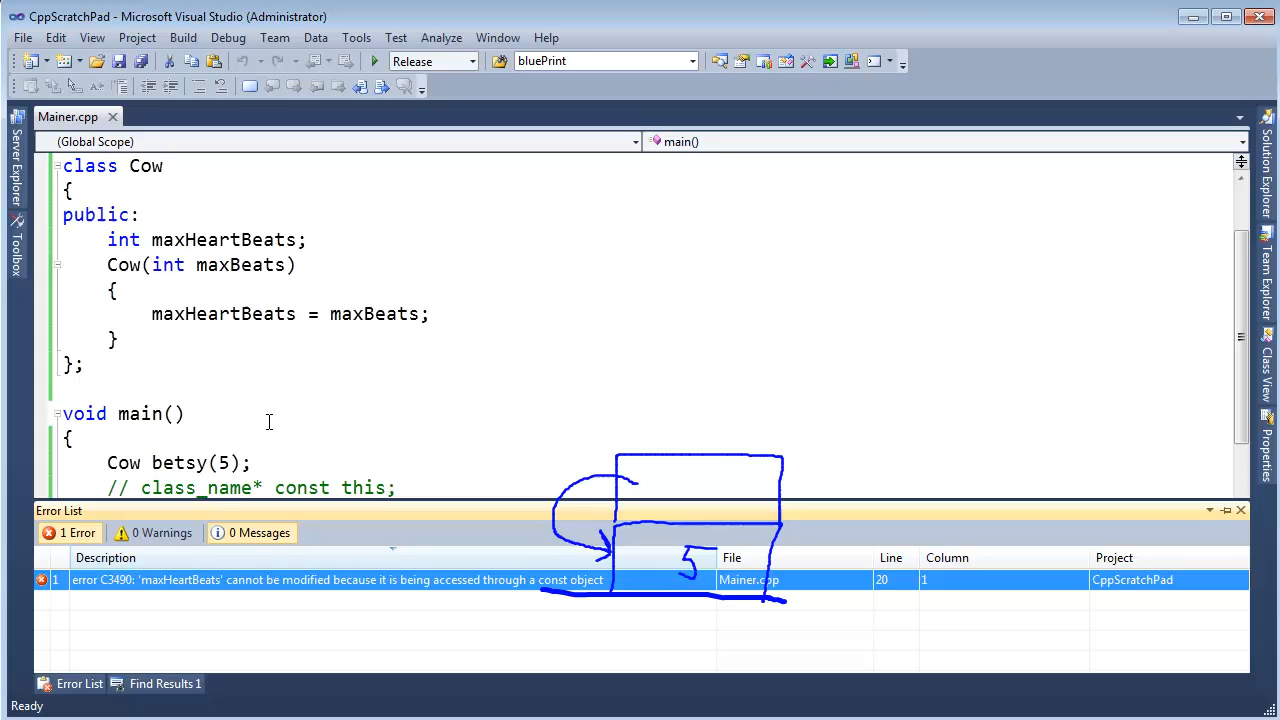 CppScratchPad - Microsoft Visual Studio (Administrator)
File Edit View Project Build Debug Team Data Tools Test Analyze Window Help
Release bluePrint
Mainer.cpp
(Global Scope) main()
class Cow
{
public:
int maxHeartBeats;
Cow(int maxBeats)
{
maxHeartBeats = maxBeats;
}
};
void main()
{
Cow betsy(5);
// class_name* const this;
Error List
1 Error 0 Warnings 0 Messages
Description File Line Column Project
1 error C3490: 'maxHeartBeats' cannot be modified because it is being accessed through a const object Mainer.cpp 20 1 CppScratchPad
5
Error List Find Results 1
Ready
Server Explorer
Toolbox
Solution Explorer
Team Explorer
Class View
Properties